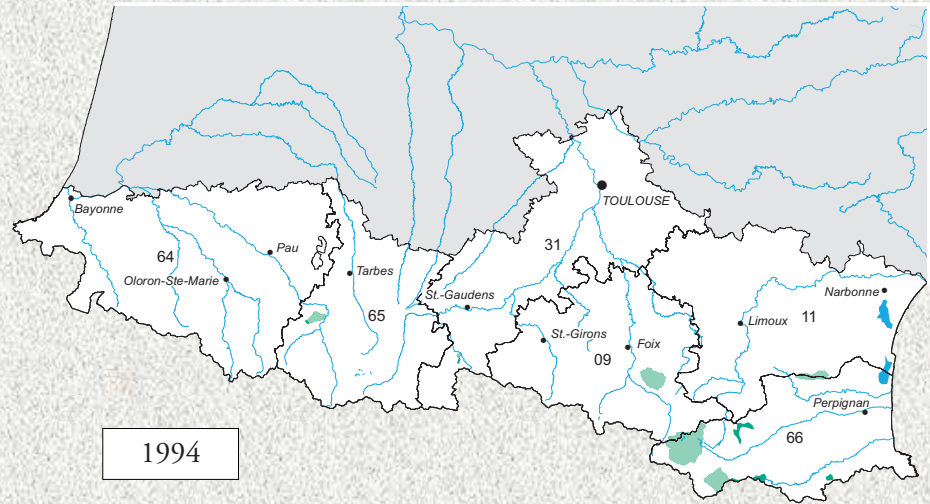 TOULOUSE
Bayonne
Pau
64
31
Oloron-Ste-Marie
Tarbes
St.-Gaudens
65
Narbonne
Limoux
11
St.-Girons
Foix
09
Perpignan
66
1994